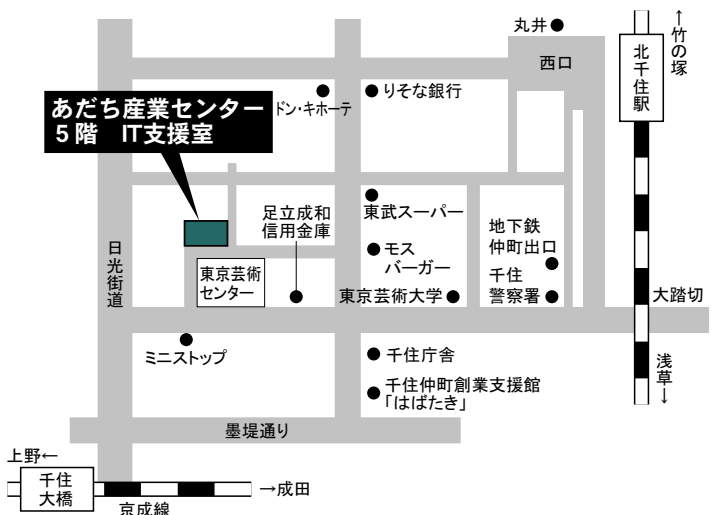 丸井
↑竹の塚
北千住駅
西口
ドン・キホーテ
りそな銀行
あだち産業センター
5階 IT支援室
足立成和
信用金庫
東武スーパー
地下鉄
仲町出口
日光街道
モス
バーガー
千住
警察署
東京芸術
センター
東京芸術大学
大踏切
ミニストップ
千住庁舎
浅草↓
千住仲町創業支援館
「はばたき」
墨堤通り
上野←
千住
大橋
→成田
京成線